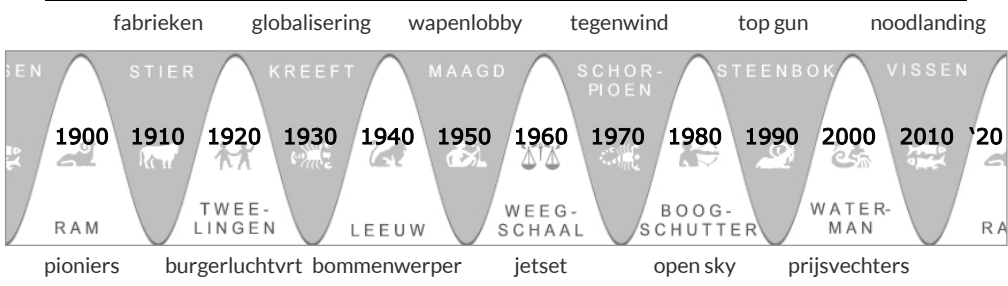 fabrieken globalisering wapenlobby tegenwind top gun noodlanding
SEN STIER KREEFT MAAGD SCHOR- STEENBOK VISSEN
PIOEN
1900 1910 1920 1930 1940 1950 1960 1970 1980 1990 2000 2010 '20
TWEE- WEEG- BOOG- WATER-
RAM LINGEN LEEUW SCHAAL SCHUTTER MAN RA
pioniers burgerluchtvrt bommenwerper jetset open sky prijsvechters